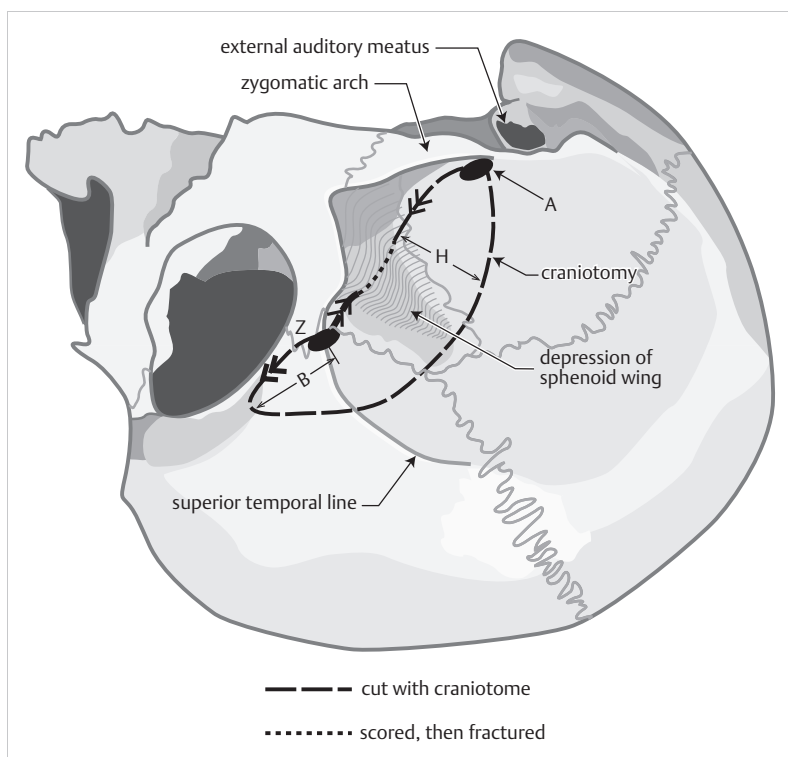 external auditory meatus
zygomatic arch
A
H
craniotomy
Z
B
depression of
sphenoid wing
superior temporal line
cut with craniotome
scored, then fractured